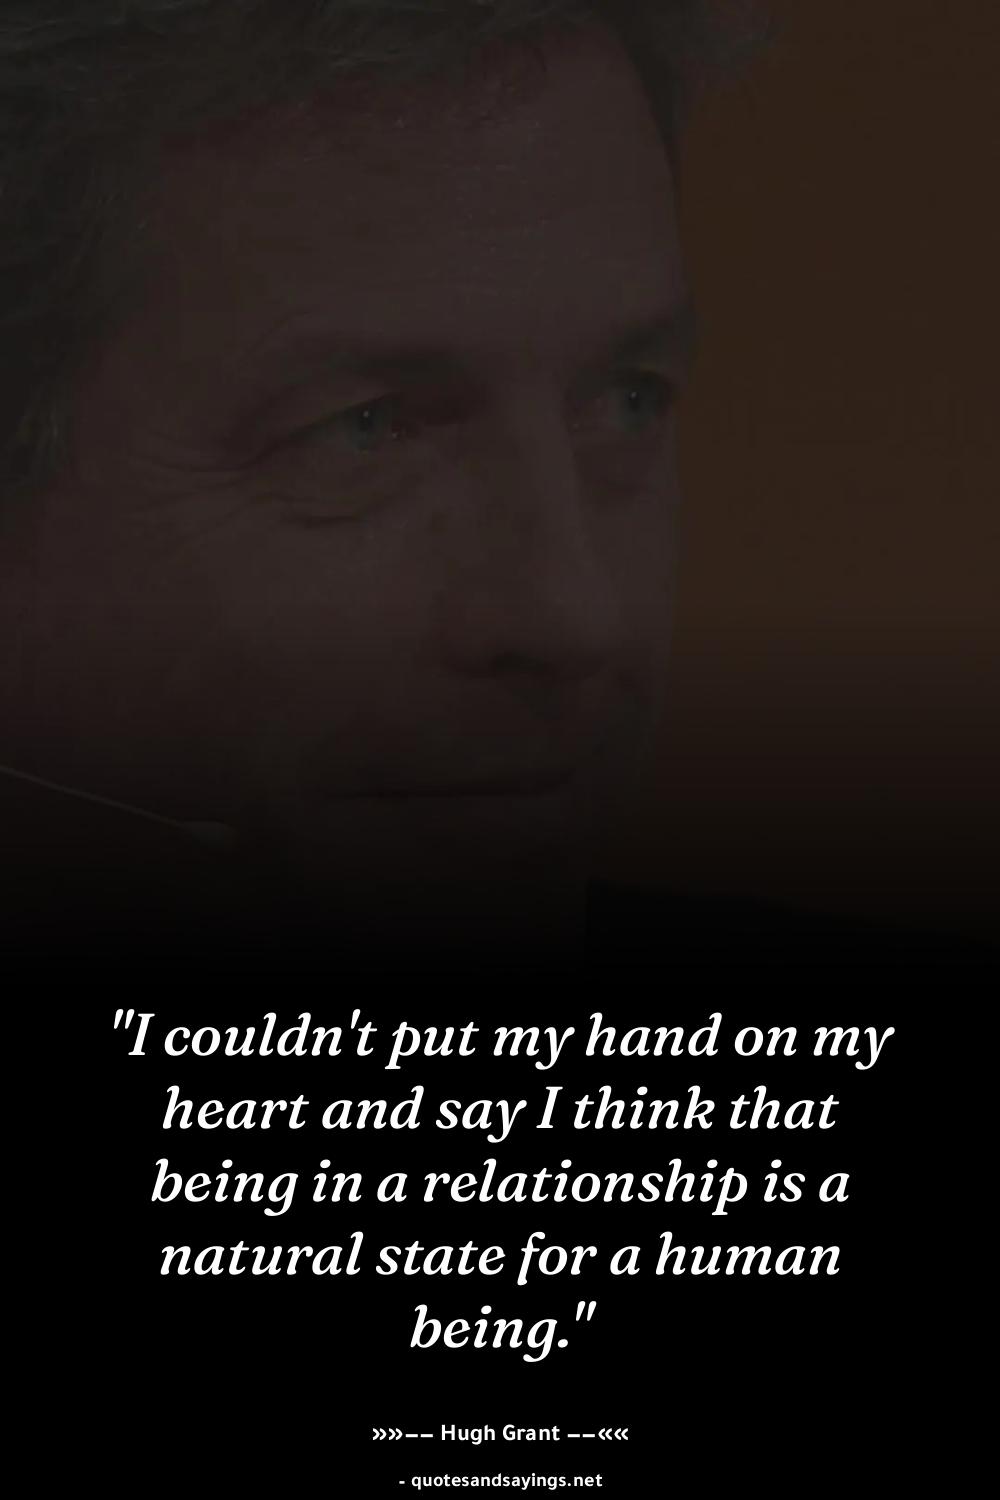 "I couldn't put my hand on my
heart and say I think that
being in a relationship is a
natural state for a human
being."
»»−− Hugh Grant −−««
- quotesandsayings.net